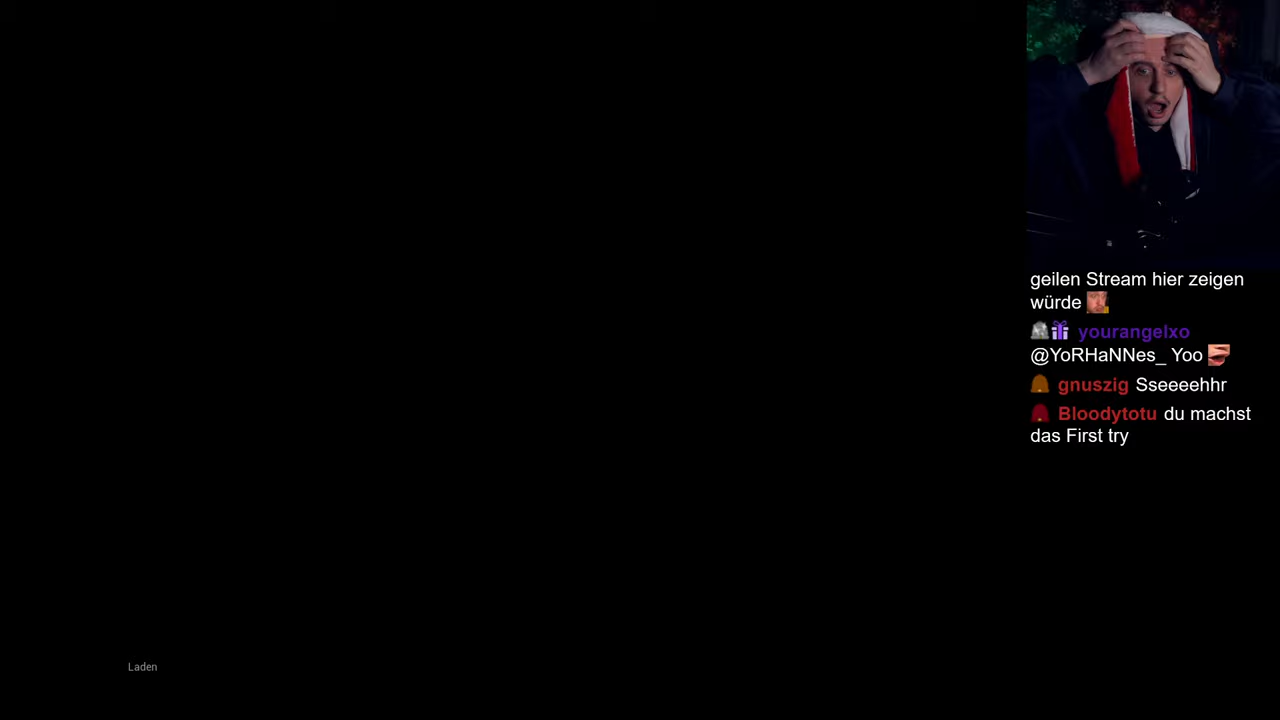 geilen Stream hier zeigen
würde
yourangelxo
@YoRHaNNes_ Yoo
gnuszig Sseeeehhr
Bloodytotu du machst
das First try
Laden